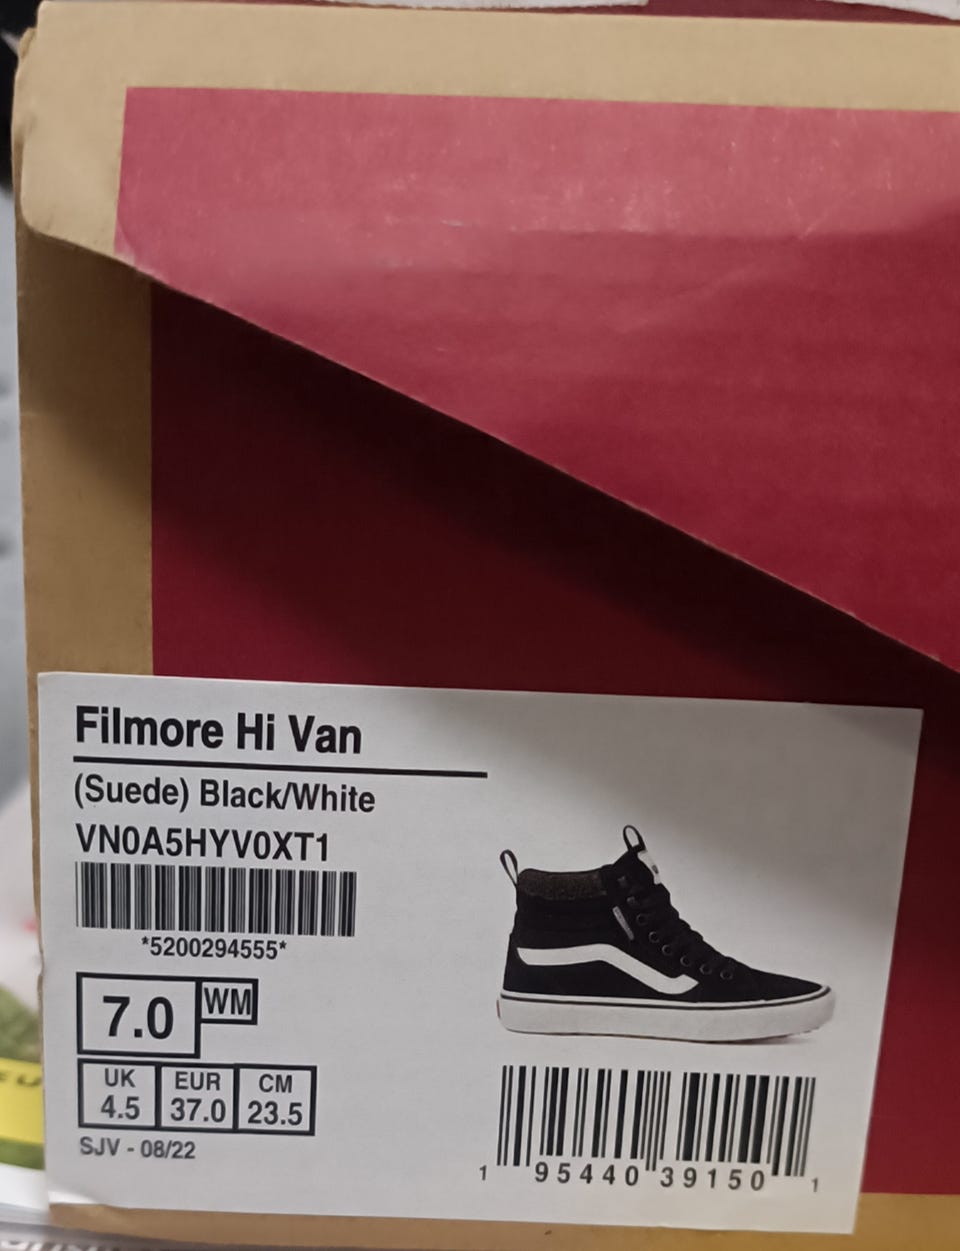 Filmore Hi Van
(Suede) Black/White
VN0A5HYV0XT1
*5200294555*
7.0 WM
UK EUR CM
4.5 37.0 23.5
SJV - 08/22
1 95440 39150 1